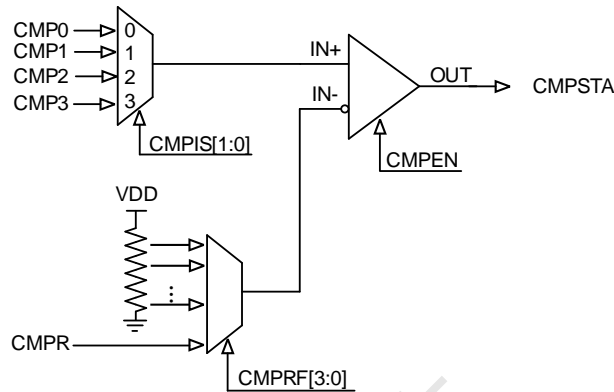 CMP0
CMP1
CMP2
CMP3
0
1
2
3
CMPIS[1:0]
IN+
IN-
OUT
CMPSTA
CMPEN
VDD
...
CMPR
CMPRF[3:0]